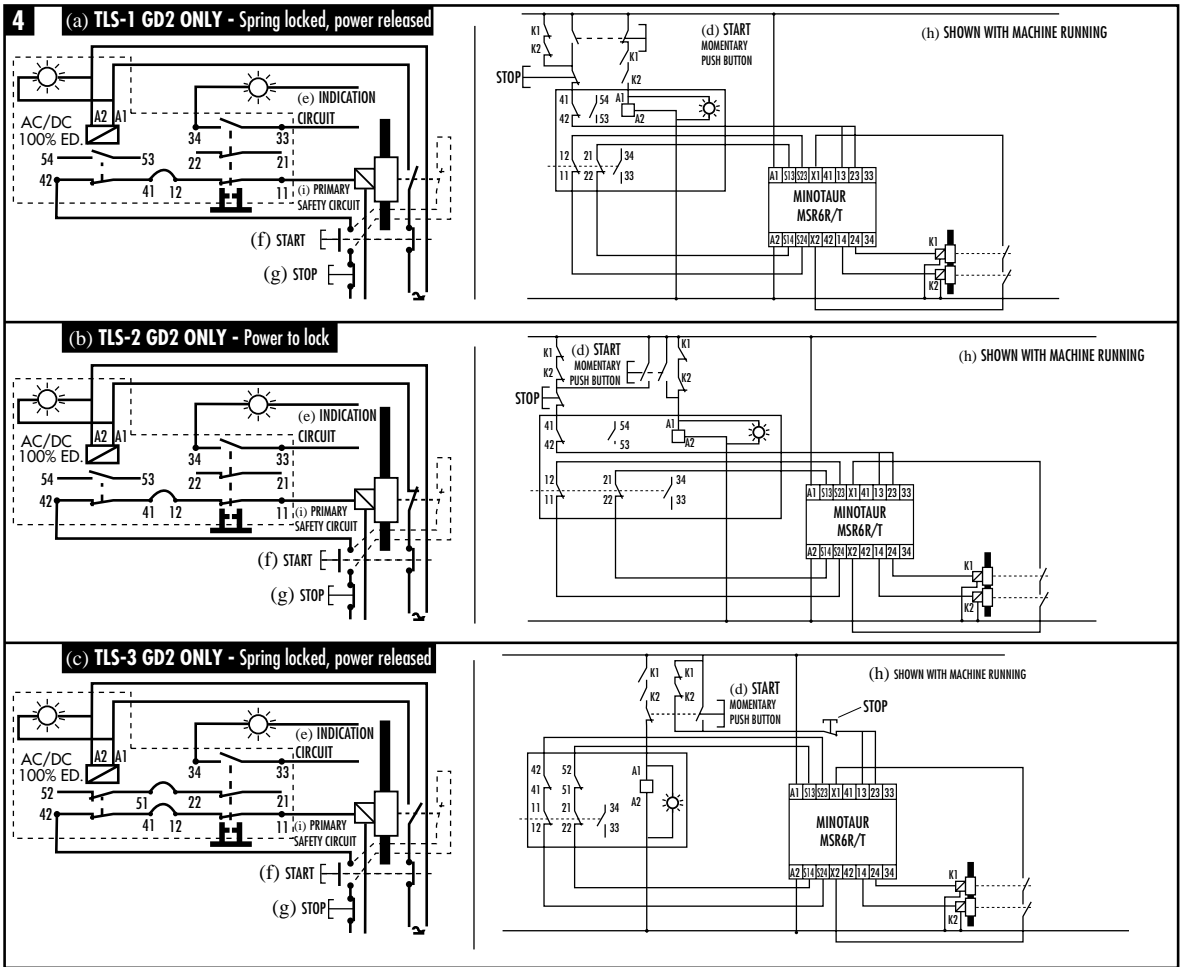 4
(a) TLS-1 GD2 ONLY - Spring locked, power released
AC/DC
100% ED.
A2 A1
(e) INDICATION
CIRCUIT
34 33
54 53 22 21
42 41 12 11
(i) PRIMARY
SAFETY CIRCUIT
(f) START
(g) STOP
K1
K2
STOP
(d) START
MOMENTARY
PUSH BUTTON
K1
K2
(h) SHOWN WITH MACHINE RUNNING
41 54 A1
42 53 A2
12 21 34
11 22 33
A1 S13 S23 X1 41 13 23 33
MINOTAUR
MSR6R/T
A2 S14 S24 X2 42 14 24 34
K1
K2
(b) TLS-2 GD2 ONLY - Power to lock
AC/DC
100% ED.
A2 A1
(e) INDICATION
CIRCUIT
34 33
54 53 22 21
42 41 12 11
(i) PRIMARY
SAFETY CIRCUIT
(f) START
(g) STOP
K1
K2
STOP
(d) START
MOMENTARY
PUSH BUTTON
K1
K2
(h) SHOWN WITH MACHINE RUNNING
41 54 A1
42 53 A2
12 21 34
11 22 33
A1 S13 S23 X1 41 13 23 33
MINOTAUR
MSR6R/T
A2 S14 S24 X2 42 14 24 34
K1
K2
(c) TLS-3 GD2 ONLY - Spring locked, power released
AC/DC
100% ED.
A2 A1
(e) INDICATION
CIRCUIT
34 33
52 51 22 21
42 41 12 11
(i) PRIMARY
SAFETY CIRCUIT
(f) START
(g) STOP
K1 K1
K2 K2
(d) START
MOMENTARY
PUSH BUTTON
(h) SHOWN WITH MACHINE RUNNING
STOP
42 52 A1
41 51 A2
11 21 34
12 22 33
A1 S13 S23 X1 41 13 23 33
MINOTAUR
MSR6R/T
A2 S14 S24 X2 42 14 24 34
K1
K2